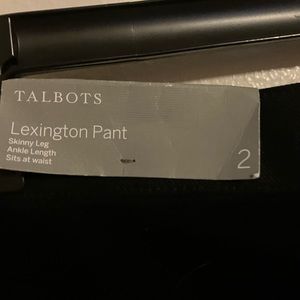 TALBOTS
Lexington Pant
Skinny Leg
Ankle Length
Sits at waist
2